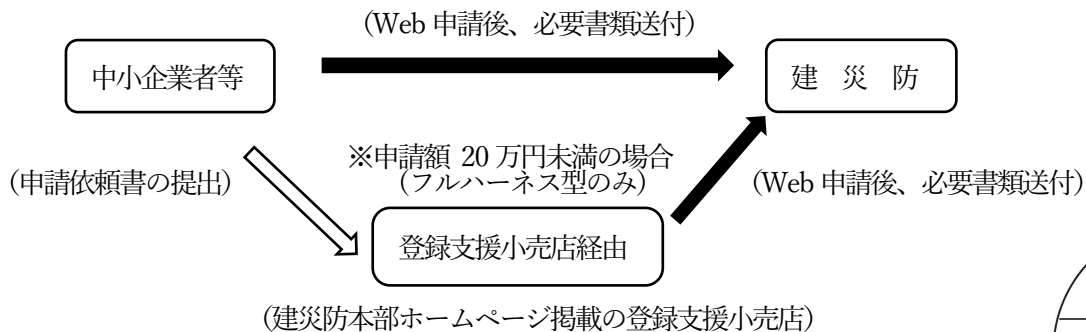 (Web 申請後、必要書類送付)
中小企業者等
建 災 防
※申請額 20 万円未満の場合
(フルハーネス型のみ)
(申請依頼書の提出)
(Web 申請後、必要書類送付)
登録支援小売店経由
(建災防本部ホームページ掲載の登録支援小売店)